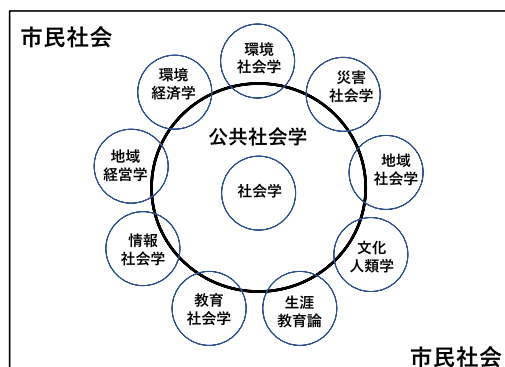 市民社会
環境
社会学
環境
経済学
災害
社会学
公共社会学
地域
経営学
社会学
地域
社会学
情報
社会学
文化
人類学
教育
社会学
生涯
教育論
市民社会